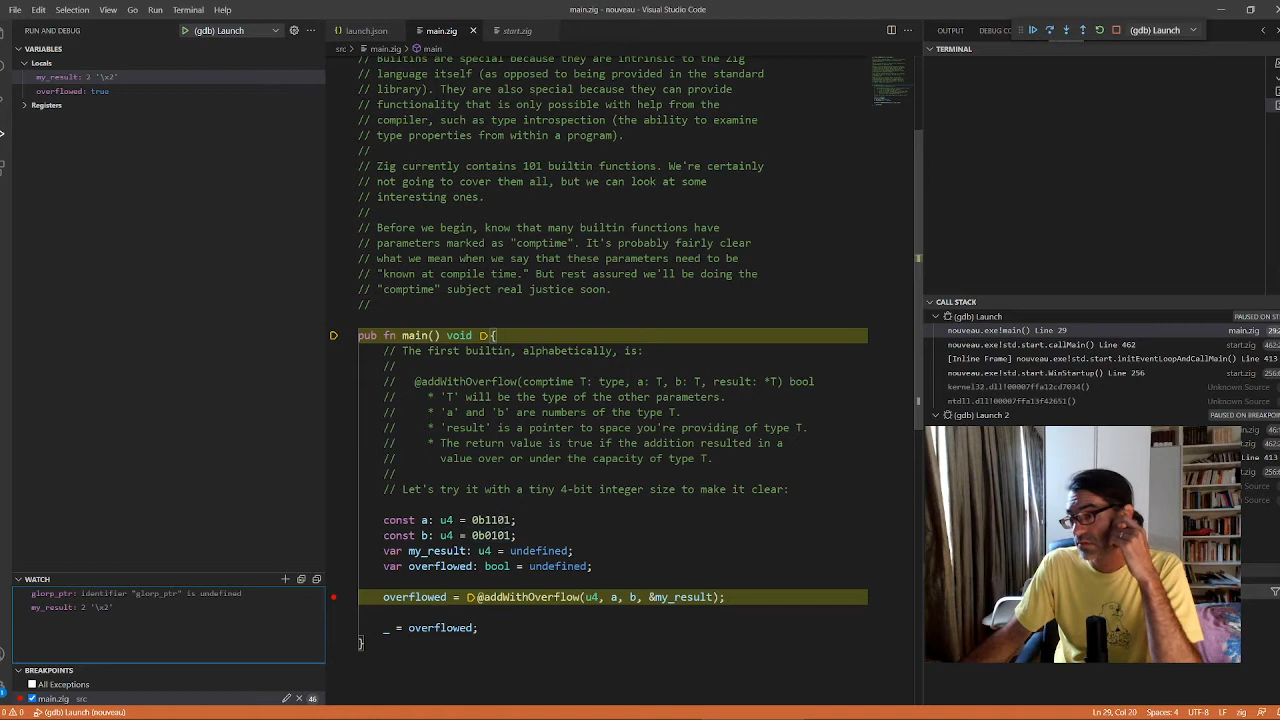 File Edit Selection View Go Run Terminal Help
main.zig - nouveau - Visual Studio Code
RUN AND DEBUG
(gdb) Launch
launch.json
main.zig
start.zig
OUTPUT
DEBUG CO
(gdb) Launch
VARIABLES
src > main.zig > main
TERMINAL
Locals
my_result: 2 '\x2'
overflowed: true
Registers
// Builtins are special because they are intrinsic to the Zig
// language itself (as opposed to being provided in the standard
// library). They are also special because they can provide
// functionality that is only possible with help from the
// compiler, such as type introspection (the ability to examine
// type properties from within a program).
//
// Zig currently contains 101 builtin functions. We're certainly
// not going to cover them all, but we can look at some
// interesting ones.
//
// Before we begin, know that many builtin functions have
// parameters marked as "comptime". It's probably fairly clear
// what we mean when we say that these parameters need to be
// "known at compile time." But rest assured we'll be doing the
// "comptime" subject real justice soon.
//
pub fn main() void {
// The first builtin, alphabetically, is:
//
// @addWithOverflow(comptime T: type, a: T, b: T, result: *T) bool
// * 'T' will be the type of the other parameters.
// * 'a' and 'b' are numbers of the type T.
// * 'result' is a pointer to space you're providing of type T.
// * The return value is true if the addition resulted in a
// value over or under the capacity of type T.
//
// Let's try it with a tiny 4-bit integer size to make it clear:
const a: u4 = 0b1101;
const b: u4 = 0b0101;
var my_result: u4 = undefined;
var overflowed: bool = undefined;
overflowed = @addWithOverflow(u4, a, b, &my_result);
_ = overflowed;
}
CALL STACK
(gdb) Launch
PAUSED ON ST
nouveau.exe!main() Line 29
main.zig 29:2
nouveau.exe!std.start.callMain() Line 462
start.zig 46
[Inline Frame] nouveau.exe!std.start.initEventLoopAndCallMain() Line 413
nouveau.exe!std.start.WinStartup() Line 256
start.zig 25
kernel32.dll!00007ffa12cd7034()
Unknown Source
ntdll.dll!00007ffa13f42651()
Unknown Source
(gdb) Launch 2
PAUSED ON BREAKPO
ain.zig 46:
Line 413
Source
Source
WATCH
glorp_ptr: identifier "glorp_ptr" is undefined
my_result: 2 '\x2'
BREAKPOINTS
All Exceptions
main.zig src
46
0 0
(gdb) Launch (nouveau)
Ln 29, Col 20
Spaces: 4
UTF-8
LF
zig